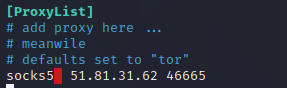 [ProxyList]
# add proxy here ...
# meanwile
# defaults set to "tor"
socks5 51.81.31.62 46665